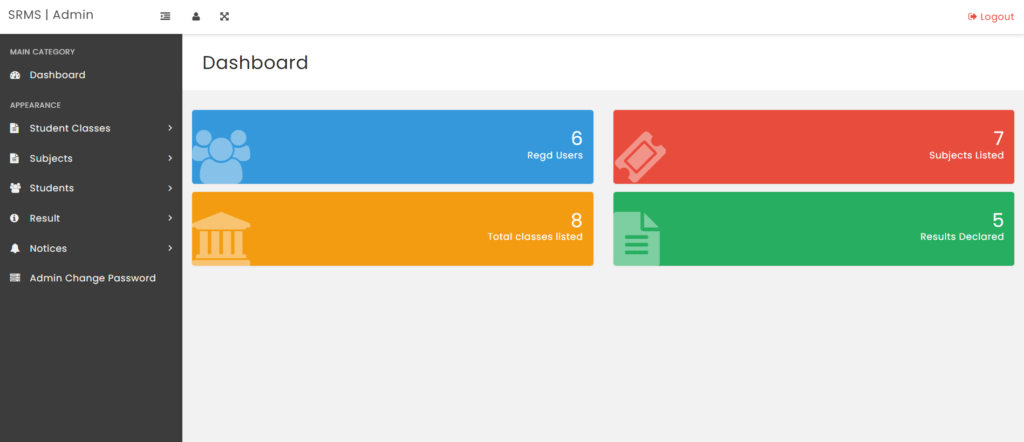 SRMS | Admin
Logout
MAIN CATEGORY
Dashboard
APPEARANCE
Student Classes
Subjects
Students
Result
Notices
Admin Change Password
Dashboard
6
Regd Users
7
Subjects Listed
8
Total classes listed
5
Results Declared